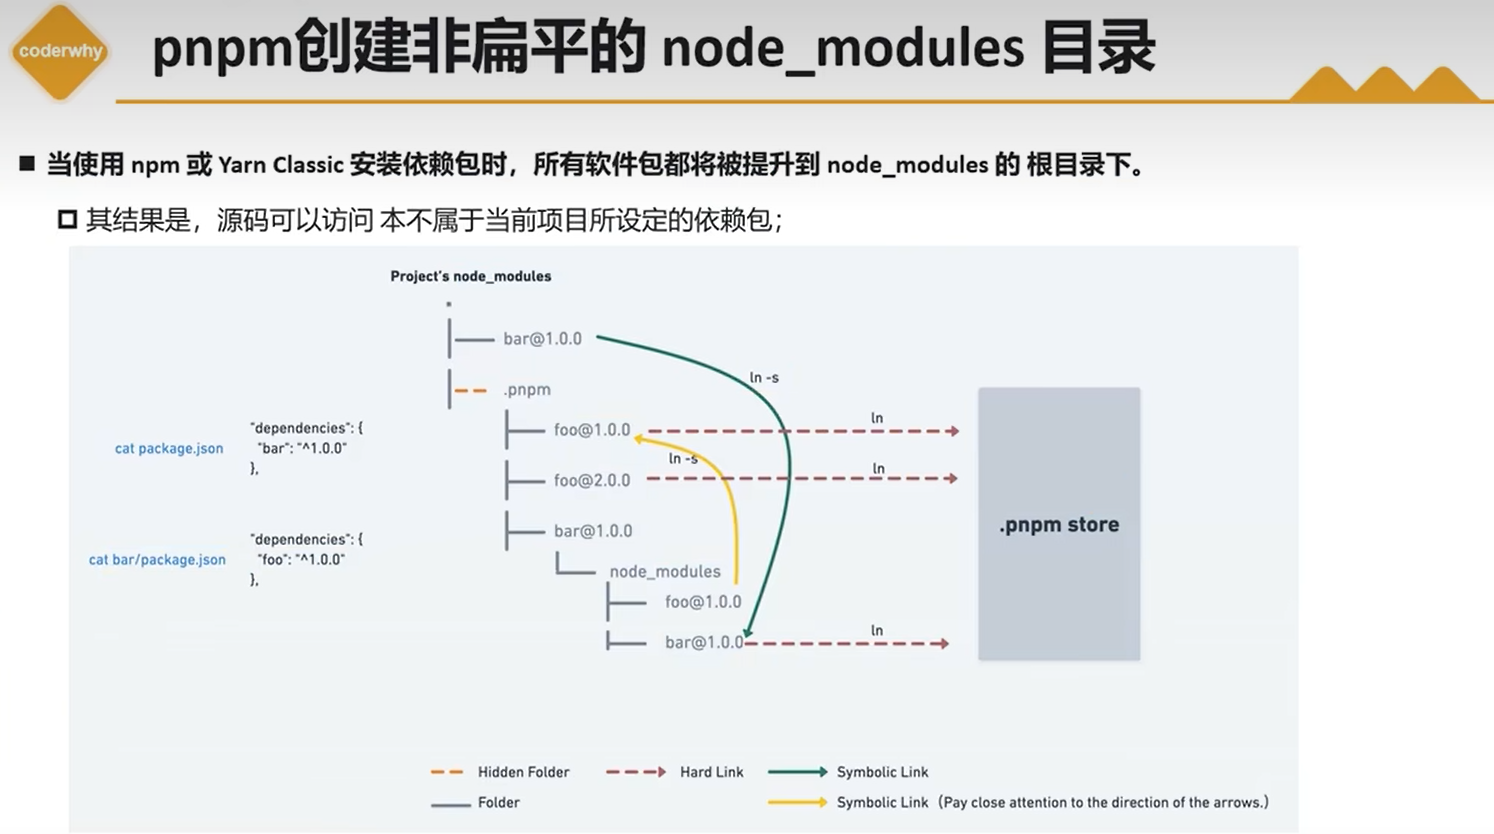 coderwhy
pnpm创建非扁平的 node_modules 目录
当使用 npm 或 Yarn Classic 安装依赖包时，所有软件包都将被提升到 node_modules 的 根目录下。
其结果是，源码可以访问 本不属于当前项目所设定的依赖包；
Project's node_modules
.
bar@1.0.0
ln -s
.pnpm
"dependencies": {
cat package.json
"bar": "^1.0.0"
},
foo@1.0.0
ln
ln -s
foo@2.0.0
ln
.pnpm store
bar@1.0.0
"dependencies": {
cat bar/package.json
"foo": "^1.0.0"
},
node_modules
foo@1.0.0
bar@1.0.0
ln
Hidden Folder
Hard Link
Symbolic Link
Folder
Symbolic Link（Pay close attention to the direction of the arrows.）